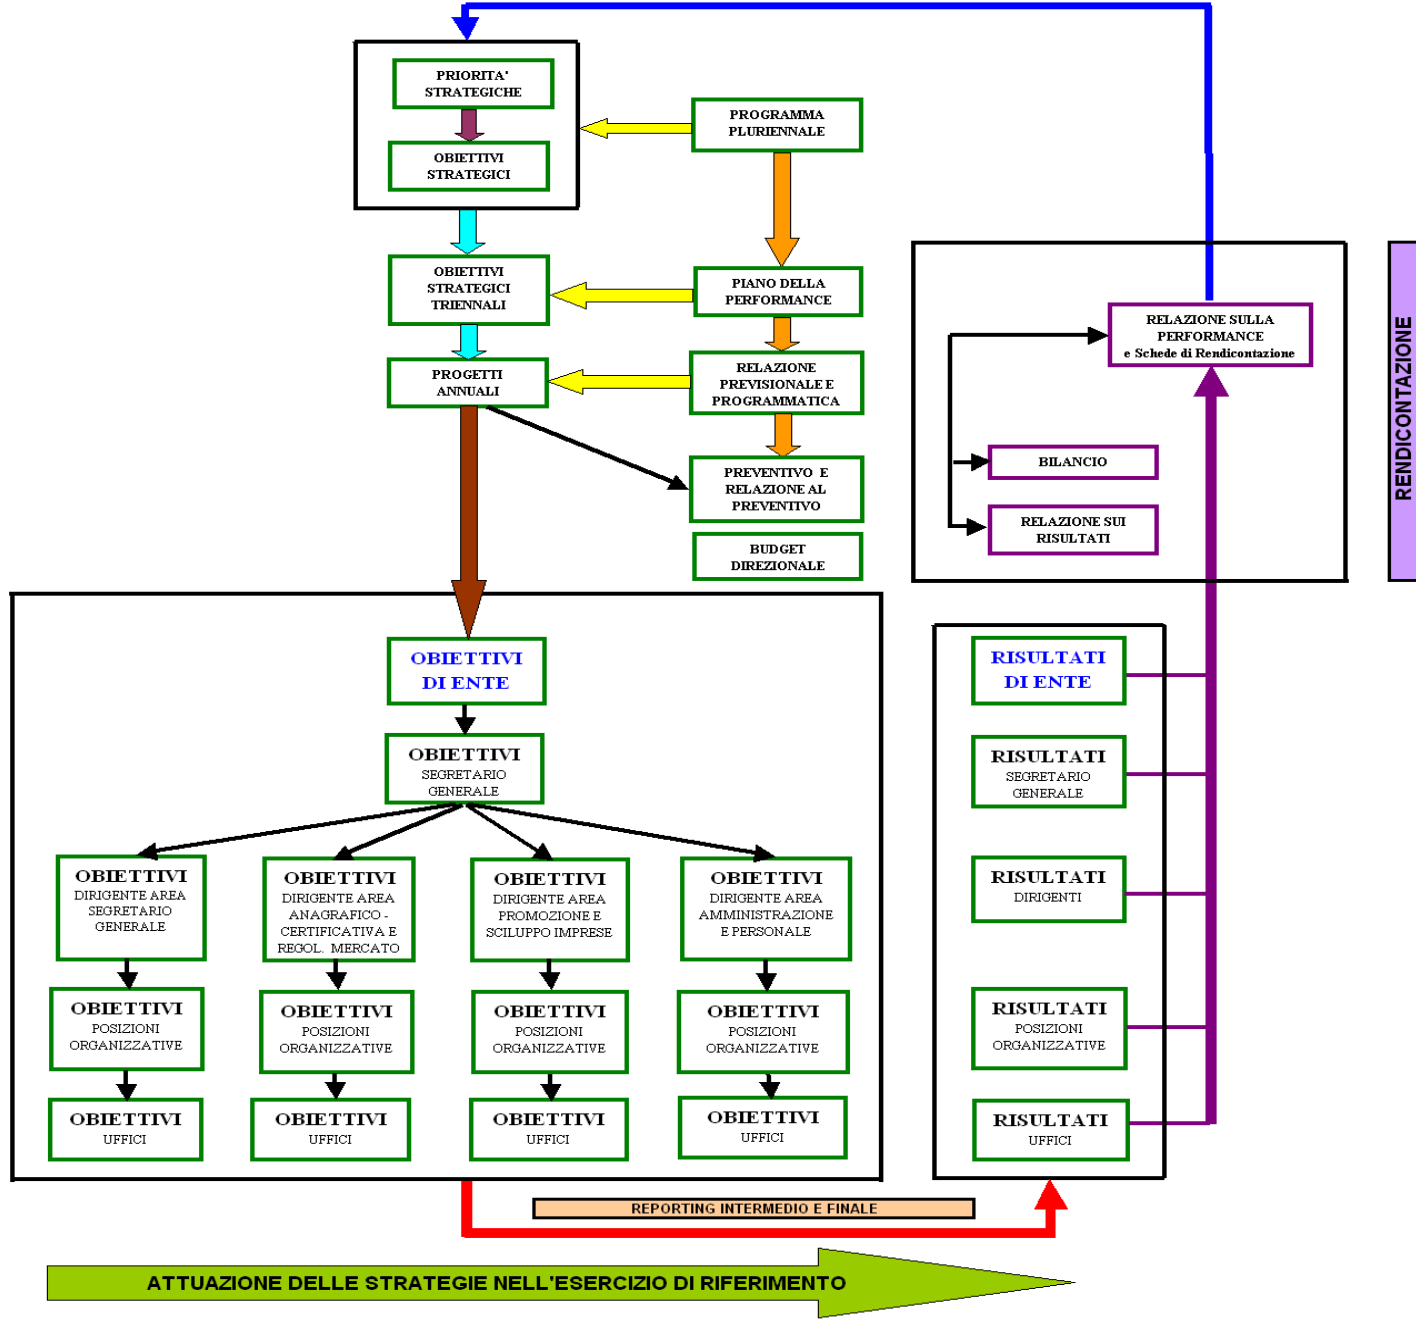 PRIORITA'
STRATEGICHE
OBIETTIVI
STRATEGICI
PROGRAMMA
PLURIENNALE
OBIETTIVI
STRATEGICI
TRIENNALI
PIANO DELLA
PERFORMANCE
PROGETTI
ANNUALI
RELAZIONE
PREVISIONALE E
PROGRAMMATICA
PREVENTIVO E
RELAZIONE AL
PREVENTIVO
BUDGET
DIREZIONALE
RELAZIONE SULLA
PERFORMANCE
e Schede di Rendicontazione
BILANCIO
RELAZIONE SUI
RISULTATI
RENDICONTAZIONE
OBIETTIVI
DI ENTE
OBIETTIVI
SEGRETARIO
GENERALE
OBIETTIVI
DIRIGENTE AREA
SEGRETARIO
GENERALE
OBIETTIVI
DIRIGENTE AREA
ANAGRAFICO -
CERTIFICATIVA E
REGOL. MERCATO
OBIETTIVI
DIRIGENTE AREA
PROMOZIONE E
SCILUPPO IMPRESE
OBIETTIVI
DIRIGENTE AREA
AMMINISTRAZIONE
E PERSONALE
OBIETTIVI
POSIZIONI
ORGANIZZATIVE
OBIETTIVI
POSIZIONI
ORGANIZZATIVE
OBIETTIVI
POSIZIONI
ORGANIZZATIVE
OBIETTIVI
POSIZIONI
ORGANIZZATIVE
OBIETTIVI
UFFICI
OBIETTIVI
UFFICI
OBIETTIVI
UFFICI
OBIETTIVI
UFFICI
RISULTATI
DI ENTE
RISULTATI
SEGRETARIO
GENERALE
RISULTATI
DIRIGENTI
RISULTATI
POSIZIONI
ORGANIZZATIVE
RISULTATI
UFFICI
REPORTING INTERMEDIO E FINALE
ATTUAZIONE DELLE STRATEGIE NELL'ESERCIZIO DI RIFERIMENTO